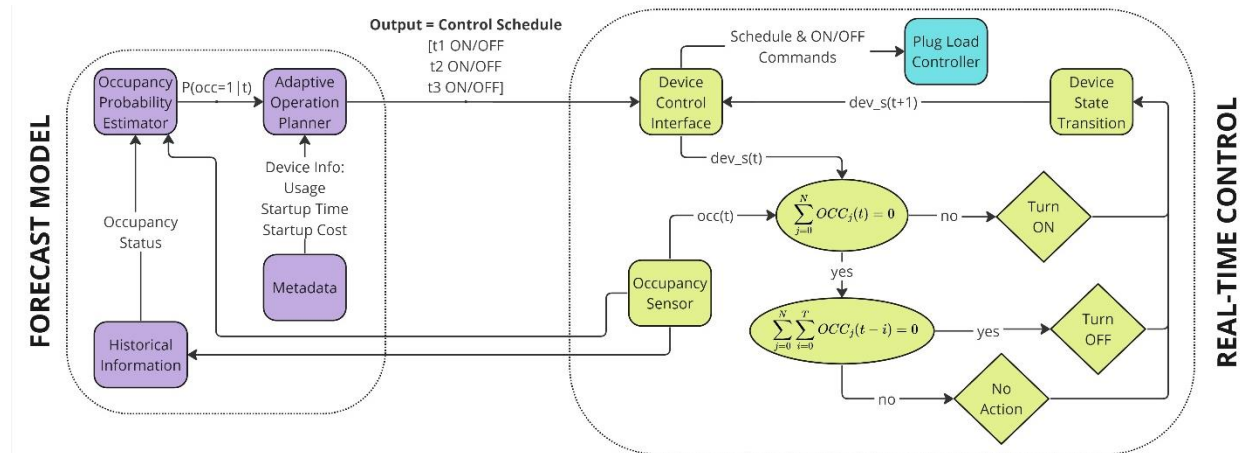 FORECAST MODEL
Occupancy
Probability
Estimator
P(occ=1|t)
Adaptive
Operation
Planner
Output = Control Schedule
[t1 ON/OFF
t2 ON/OFF
t3 ON/OFF]
Device Info:
Usage
Startup Time
Startup Cost
Occupancy
Status
Metadata
Historical
Information
Device
Control
Interface
Schedule & ON/OFF
Commands
Plug Load
Controller
Device
State
Transition
dev_s(t+1)
dev_s(t)
occ(t)
Occupancy
Sensor
\sum_{j=0}^{N} OCC_j(t) = 0
no
Turn
ON
yes
\sum_{j=0}^{N} \sum_{i=0}^{T} OCC_j(t-i) = 0
yes
Turn
OFF
no
No
Action
REAL-TIME CONTROL